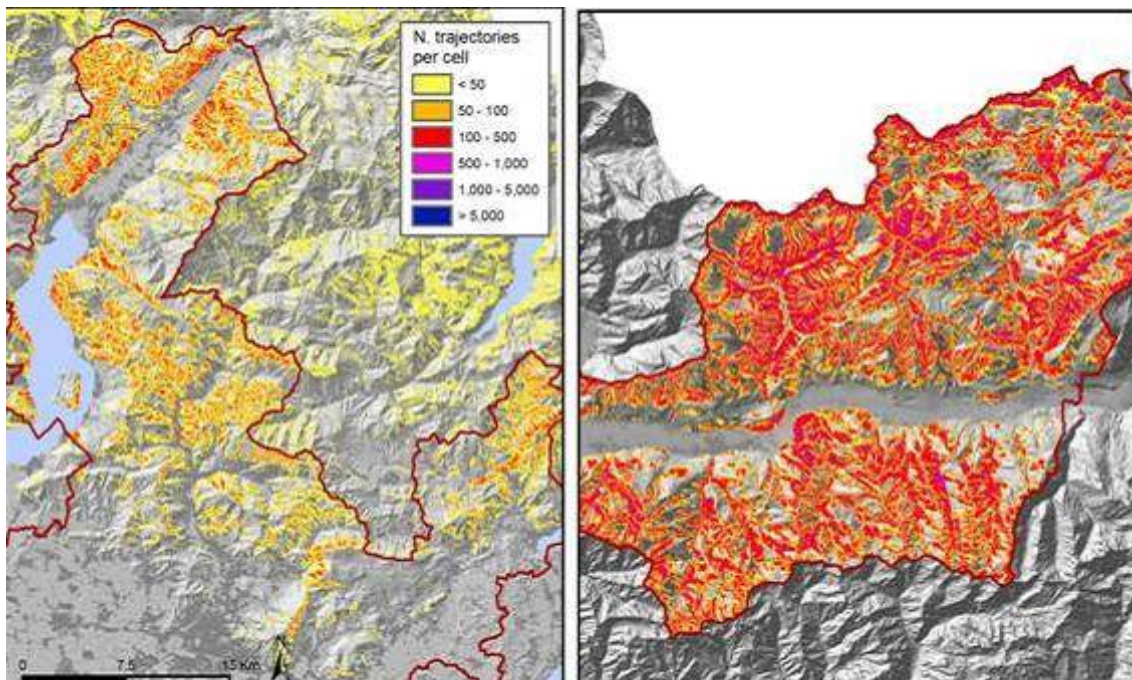 N. trajectories
per cell
< 50
50 - 100
100 - 500
500 - 1,000
1,000 - 5,000
> 5,000
0 7.5 15 Km